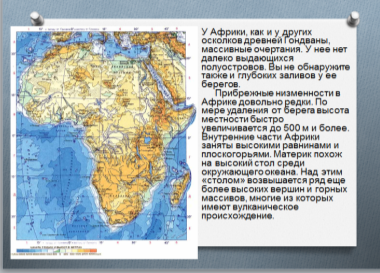 У Африки, как и у других
осколков древней Гондваны,
массивные очертания. У нее нет
далеко выдающихся
полуостровов. Вы не обнаружите
также и глубоких заливов у ее
берегов.
Прибрежные низменности в
Африке довольно редки. По
мере удаления от берега высота
местности быстро
увеличивается до 500 м и более.
Внутренние части Африки
заняты высокими равнинами и
плоскогорьями. Материк похож
на высокий стол среди
окружающего океана. Над этим
«столом» возвышается ряд еще
более высоких вершин и горных
массивов, многие из которых
имеют вулканическое
происхождение.